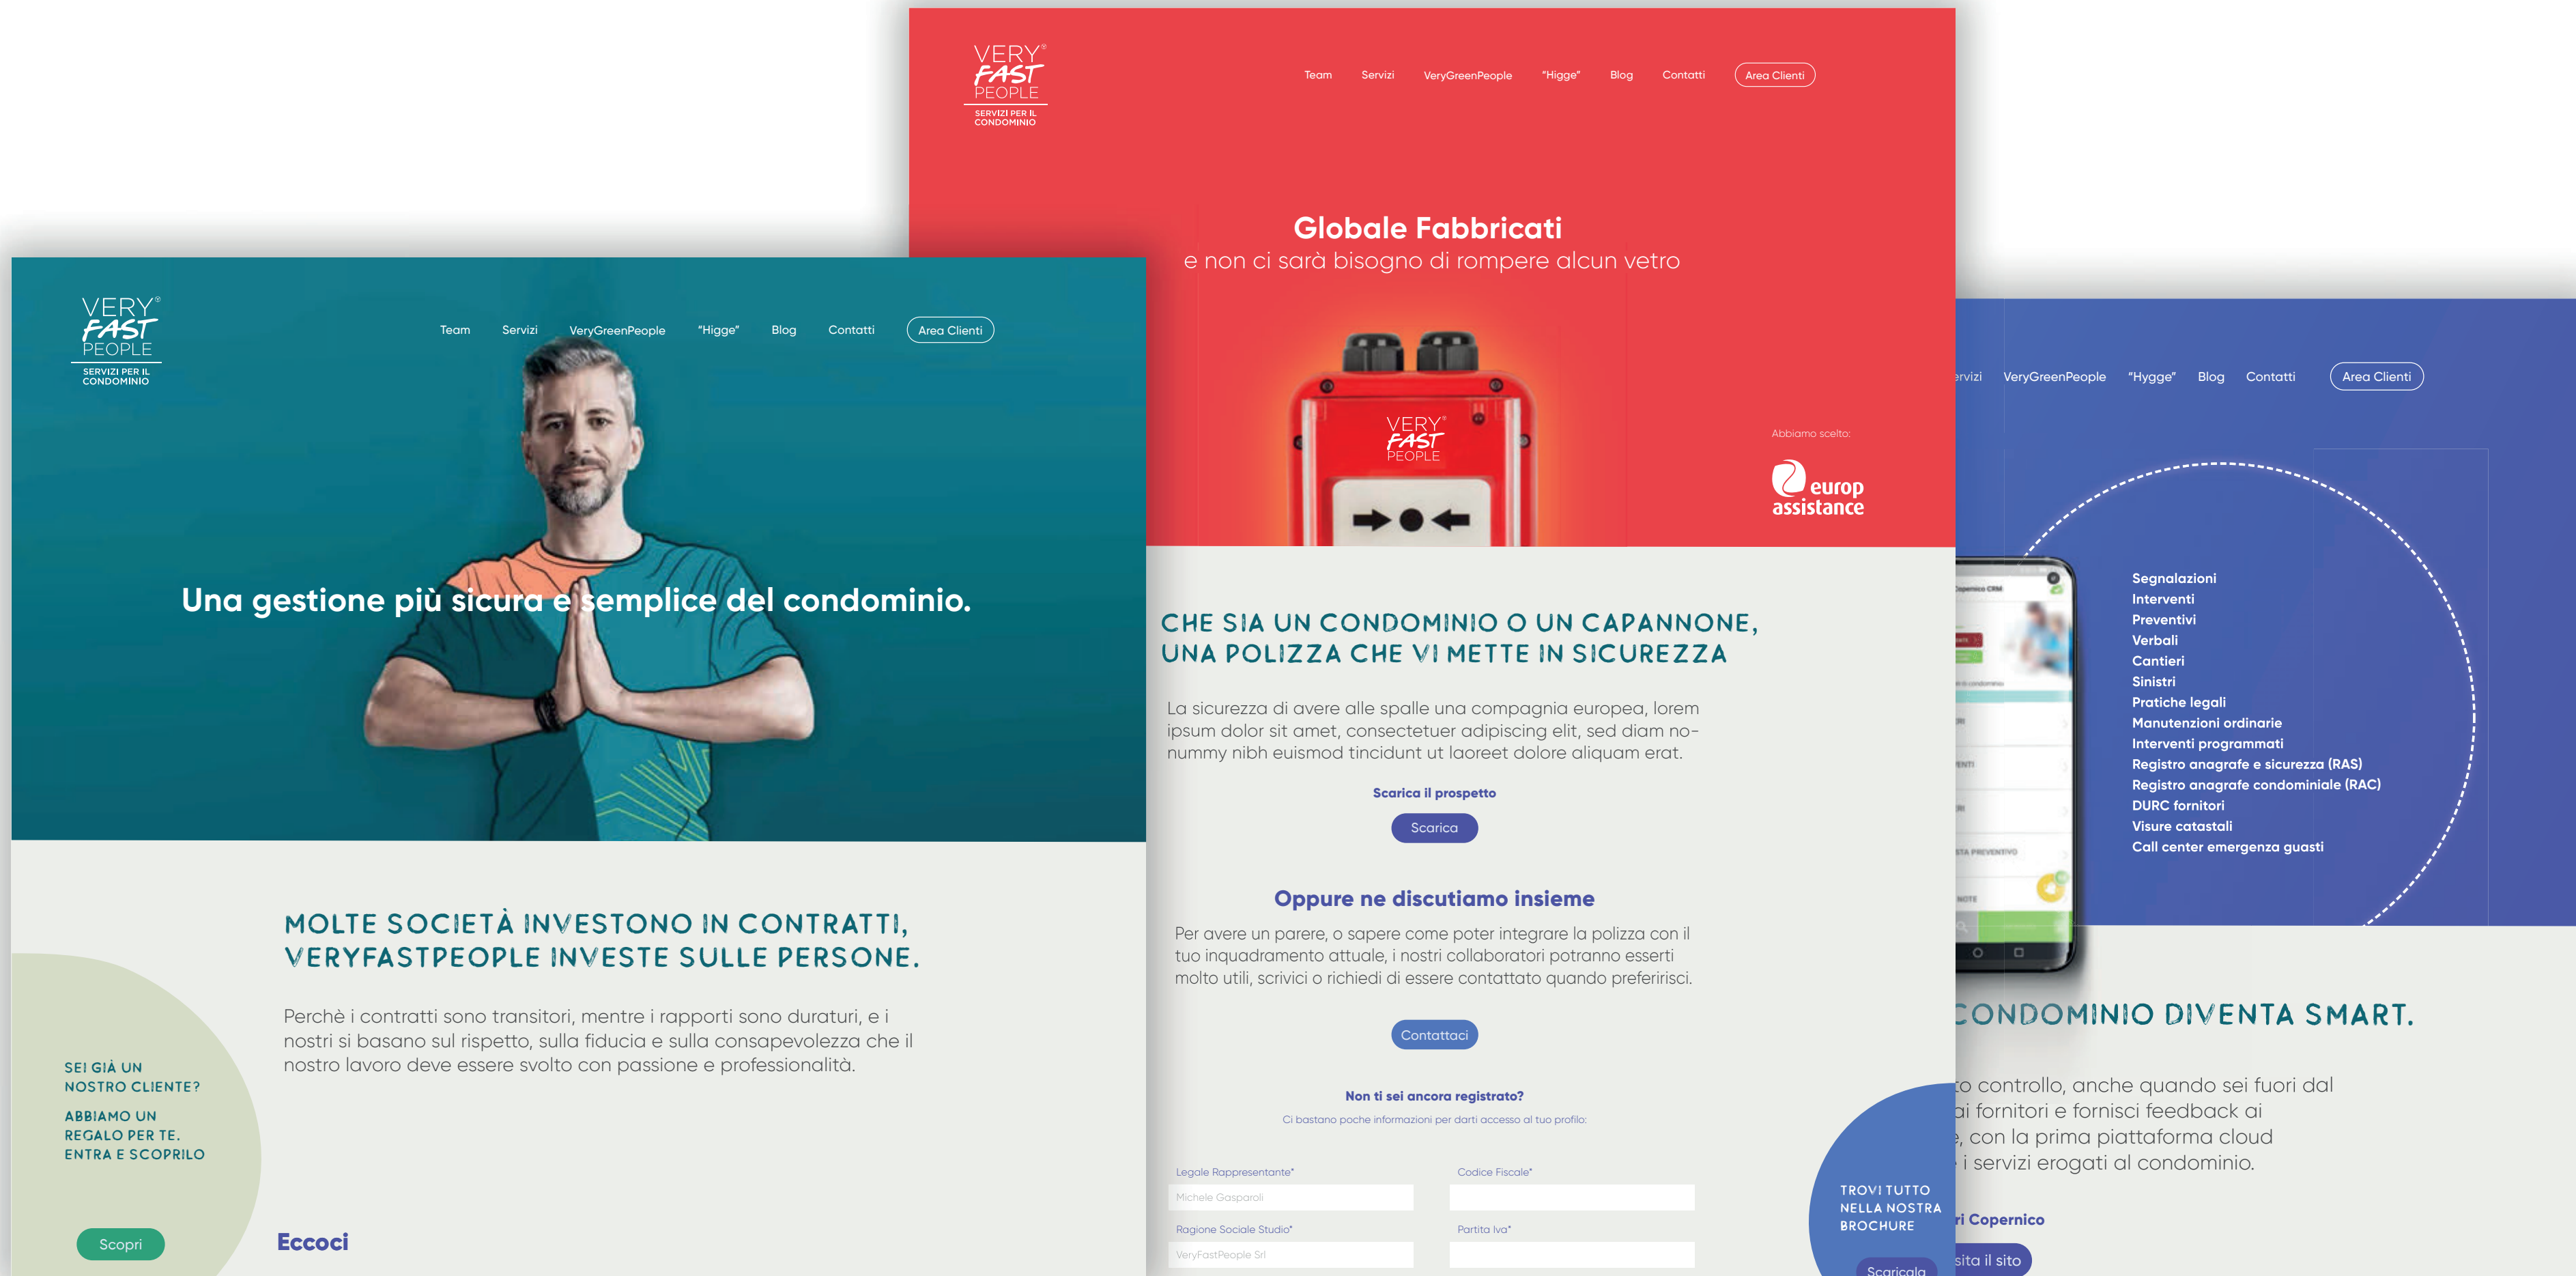 VERY®
FAST
PEOPLE
SERVIZI PER IL
CONDOMINIO
Team Servizi VeryGreenPeople "Higge" Blog Contatti Area Clienti
Una gestione più sicura e semplice del condominio.
MOLTE SOCIETÀ INVESTONO IN CONTRATTI,
VERYFASTPEOPLE INVESTE SULLE PERSONE.
Perchè i contratti sono transitori, mentre i rapporti sono duraturi, e i
nostri si basano sul rispetto, sulla fiducia e sulla consapevolezza che il
nostro lavoro deve essere svolto con passione e professionalità.
SEI GIÀ UN
NOSTRO CLIENTE?
ABBIAMO UN
REGALO PER TE.
ENTRA E SCOPRILO
Scopri
Eccoci
VERY®
FAST
PEOPLE
SERVIZI PER IL
CONDOMINIO
Team Servizi VeryGreenPeople "Higge" Blog Contatti Area Clienti
Globale Fabbricati
e non ci sarà bisogno di rompere alcun vetro
VERY®
FAST
PEOPLE
Abbiamo scelto:
europ
assistance
CHE SIA UN CONDOMINIO O UN CAPANNONE,
UNA POLIZZA CHE VI METTE IN SICUREZZA
La sicurezza di avere alle spalle una compagnia europea, lorem
ipsum dolor sit amet, consectetuer adipiscing elit, sed diam no-
nummy nibh euismod tincidunt ut laoreet dolore aliquam erat.
Scarica il prospetto
Scarica
Oppure ne discutiamo insieme
Per avere un parere, o sapere come poter integrare la polizza con il
tuo inquadramento attuale, i nostri collaboratori potranno esserti
molto utili, scrivici o richiedi di essere contattato quando preferirisci.
Contattaci
Non ti sei ancora registrato?
Ci bastano poche informazioni per darti accesso al tuo profilo:
Legale Rappresentante* Codice Fiscale*
Michele Gasparoli
Ragione Sociale Studio* Partita Iva*
VeryFastPeople Srl
TROVI TUTTO
NELLA NOSTRA
BROCHURE
Scaricala
ervizi VeryGreenPeople "Hygge" Blog Contatti Area Clienti
Copernico CRM
STA PREVENTIVO
NOTE
Segnalazioni
Interventi
Preventivi
Verbali
Cantieri
Sinistri
Pratiche legali
Manutenzioni ordinarie
Interventi programmati
Registro anagrafe e sicurezza (RAS)
Registro anagrafe condominiale (RAC)
DURC fornitori
Visure catastali
Call center emergenza guasti
CONDOMINIO DIVENTA SMART.
to controllo, anche quando sei fuori dal
ai fornitori e fornisci feedback ai
e, con la prima piattaforma cloud
i servizi erogati al condominio.
ri Copernico
sita il sito